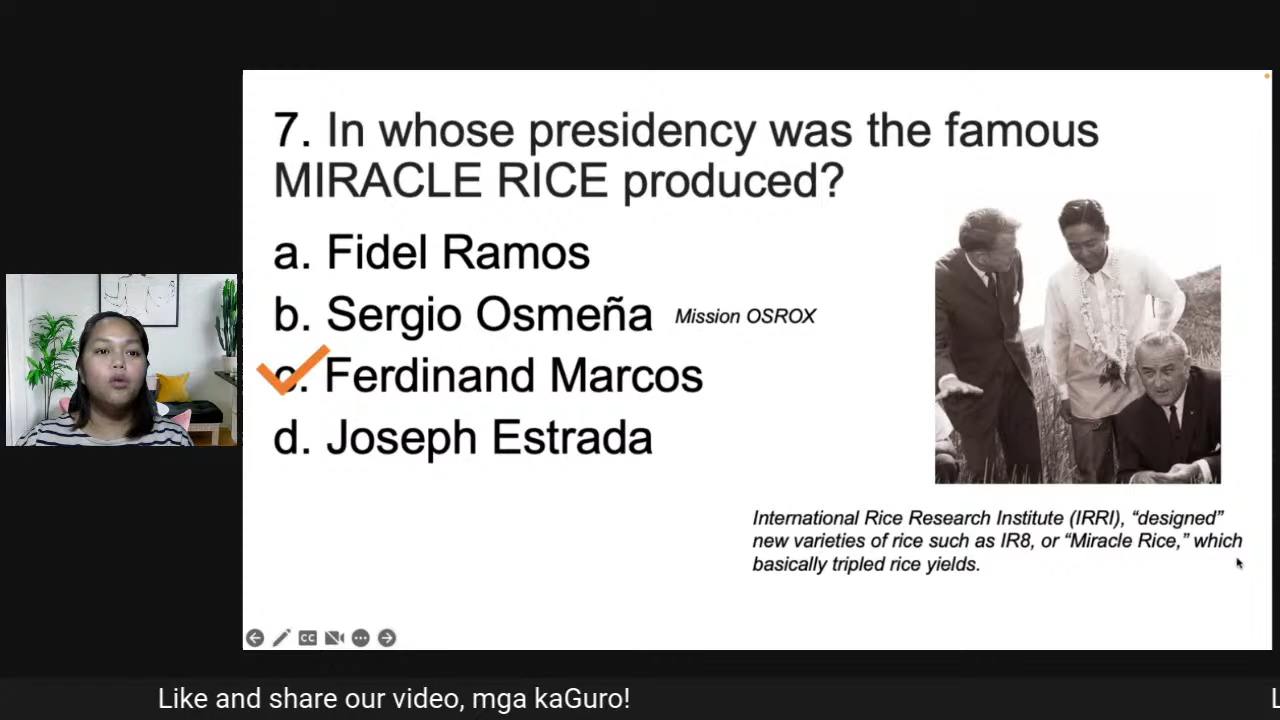 7. In whose presidency was the famous
MIRACLE RICE produced?
a. Fidel Ramos
b. Sergio Osmeña Mission OSROX
c. Ferdinand Marcos
d. Joseph Estrada
International Rice Research Institute (IRRI), “designed”
new varieties of rice such as IR8, or “Miracle Rice,” which
basically tripled rice yields.
CC
Like and share our video, mga kaGuro!
L